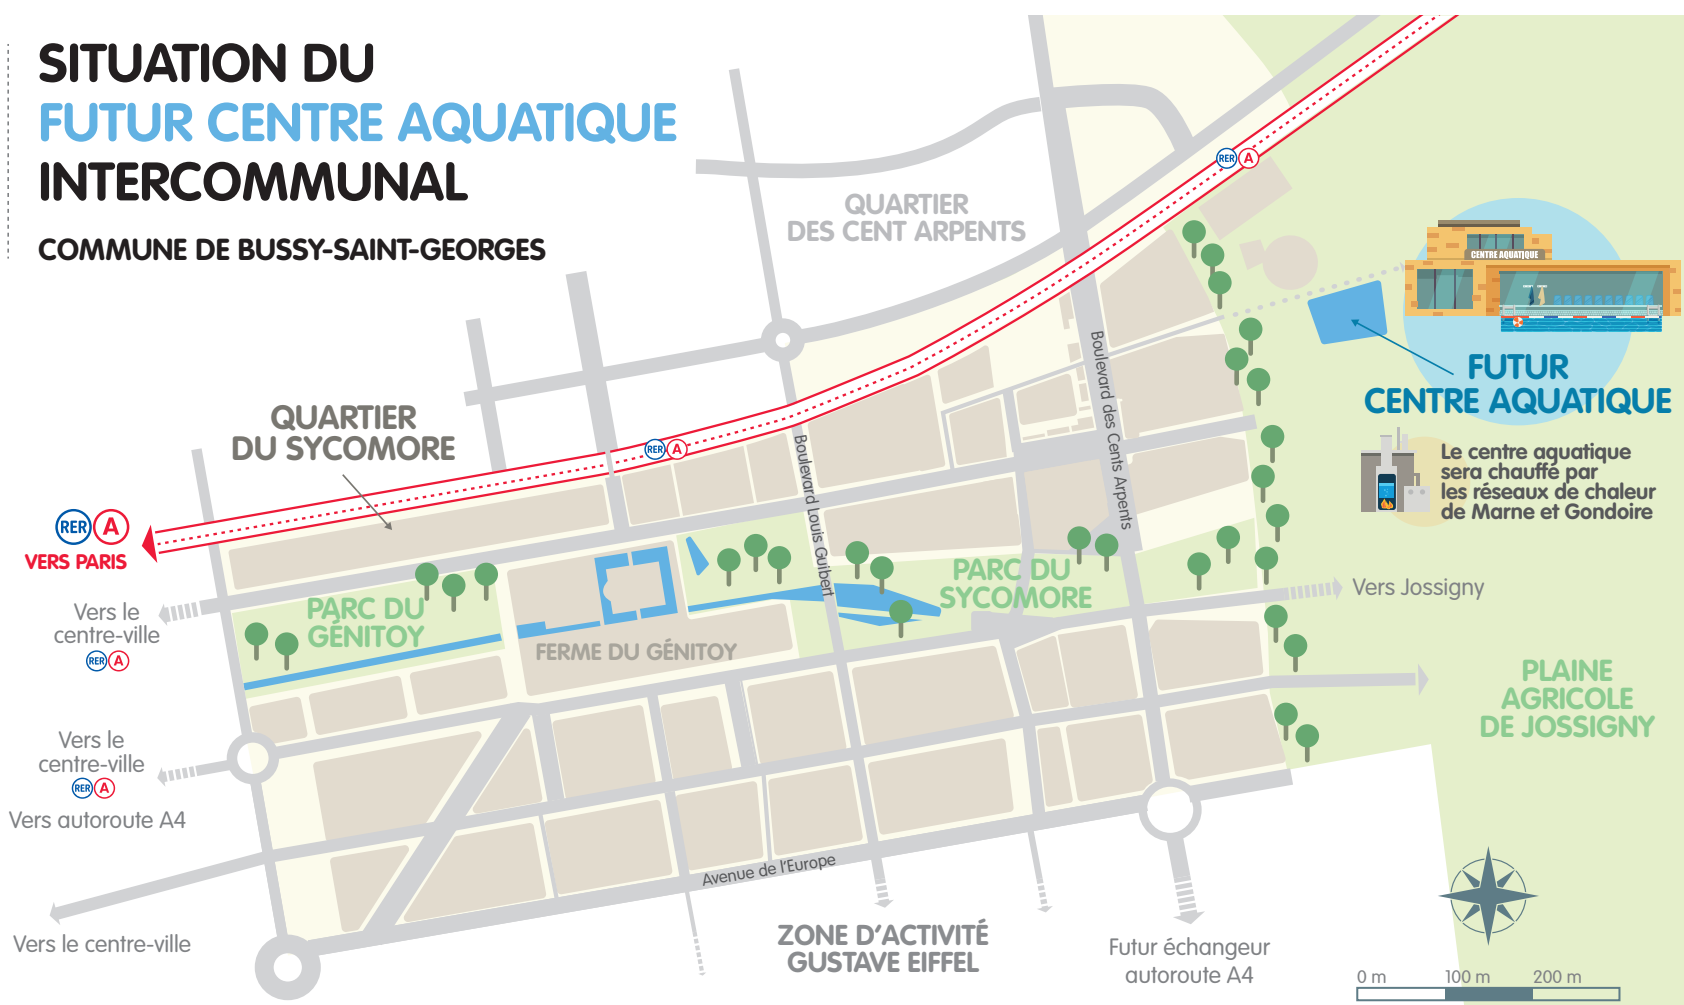 SITUATION DU
FUTUR CENTRE AQUATIQUE
INTERCOMMUNAL
COMMUNE DE BUSSY-SAINT-GEORGES
QUARTIER
DES CENT ARPENTS
RER A
CENTRE AQUATIQUE
FUTUR
CENTRE AQUATIQUE
Le centre aquatique
sera chauffé par
les réseaux de chaleur
de Marne et Gondoire
QUARTIER
DU SYCOMORE
RER A
Boulevard des Cents Arpents
Boulevard Louis Guibert
RER A
VERS PARIS
Vers le
centre-ville
RER A
PARC DU
GÉNITOY
FERME DU GÉNITOY
PARC DU
SYCOMORE
Vers Jossigny
PLAINE
AGRICOLE
DE JOSSIGNY
Vers le
centre-ville
RER A
Vers autoroute A4
Vers le centre-ville
Avenue de l'Europe
ZONE D'ACTIVITÉ
GUSTAVE EIFFEL
Futur échangeur
autoroute A4
0 m 100 m 200 m